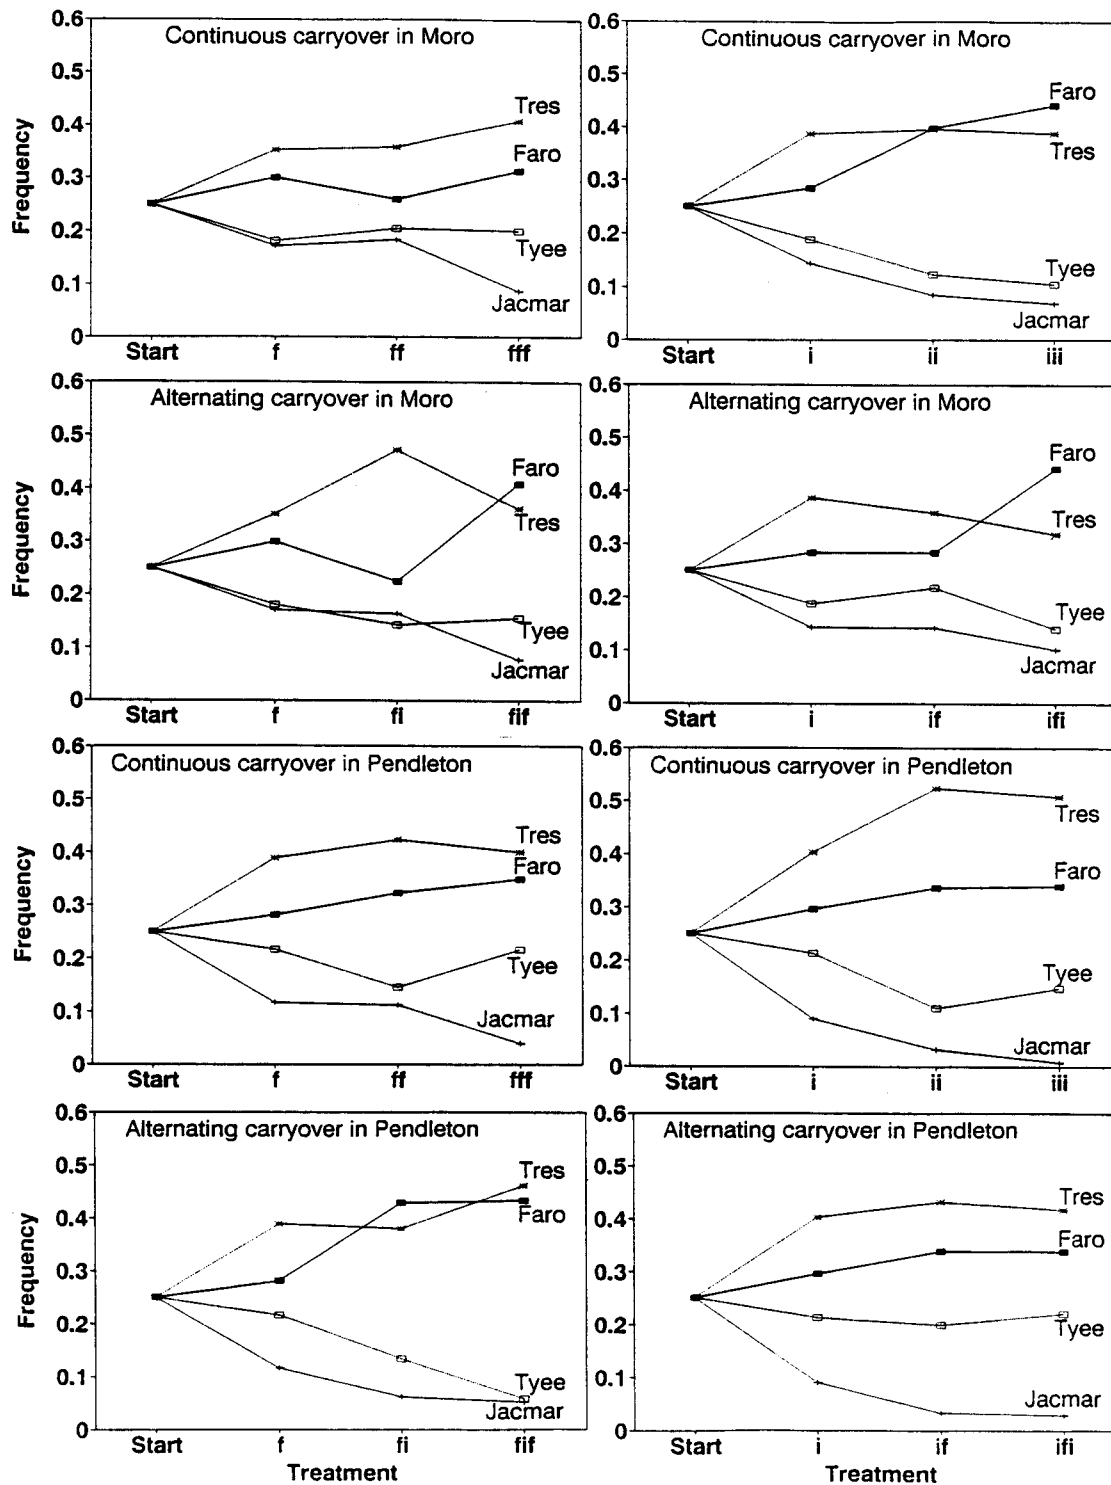 Continuous carryover in Moro
Frequency
0.6
0.5
0.4
0.3
0.2
0.1
0
Tres
Faro
Tyee
Jacmar
Start f ff fff
Continuous carryover in Moro
0.6
0.5
0.4
0.3
0.2
0.1
0
Faro
Tres
Tyee
Jacmar
Start i ii iii
Alternating carryover in Moro
Frequency
0.6
0.5
0.4
0.3
0.2
0.1
0
Faro
Tres
Tyee
Jacmar
Start f fi fif
Alternating carryover in Moro
0.6
0.5
0.4
0.3
0.2
0.1
0
Faro
Tres
Tyee
Jacmar
Start i if ifi
Continuous carryover in Pendleton
Frequency
0.6
0.5
0.4
0.3
0.2
0.1
0
Tres
Faro
Tyee
Jacmar
Start f ff fff
Continuous carryover in Pendleton
0.6
0.5
0.4
0.3
0.2
0.1
0
Tres
Faro
Tyee
Jacmar
Start i ii iii
Alternating carryover in Pendleton
Frequency
0.6
0.5
0.4
0.3
0.2
0.1
0
Tres
Faro
Tyee
Jacmar
Start f fi fif
Treatment
Alternating carryover in Pendleton
0.6
0.5
0.4
0.3
0.2
0.1
0
Tres
Faro
Tyee
Jacmar
Start i if ifi
Treatment